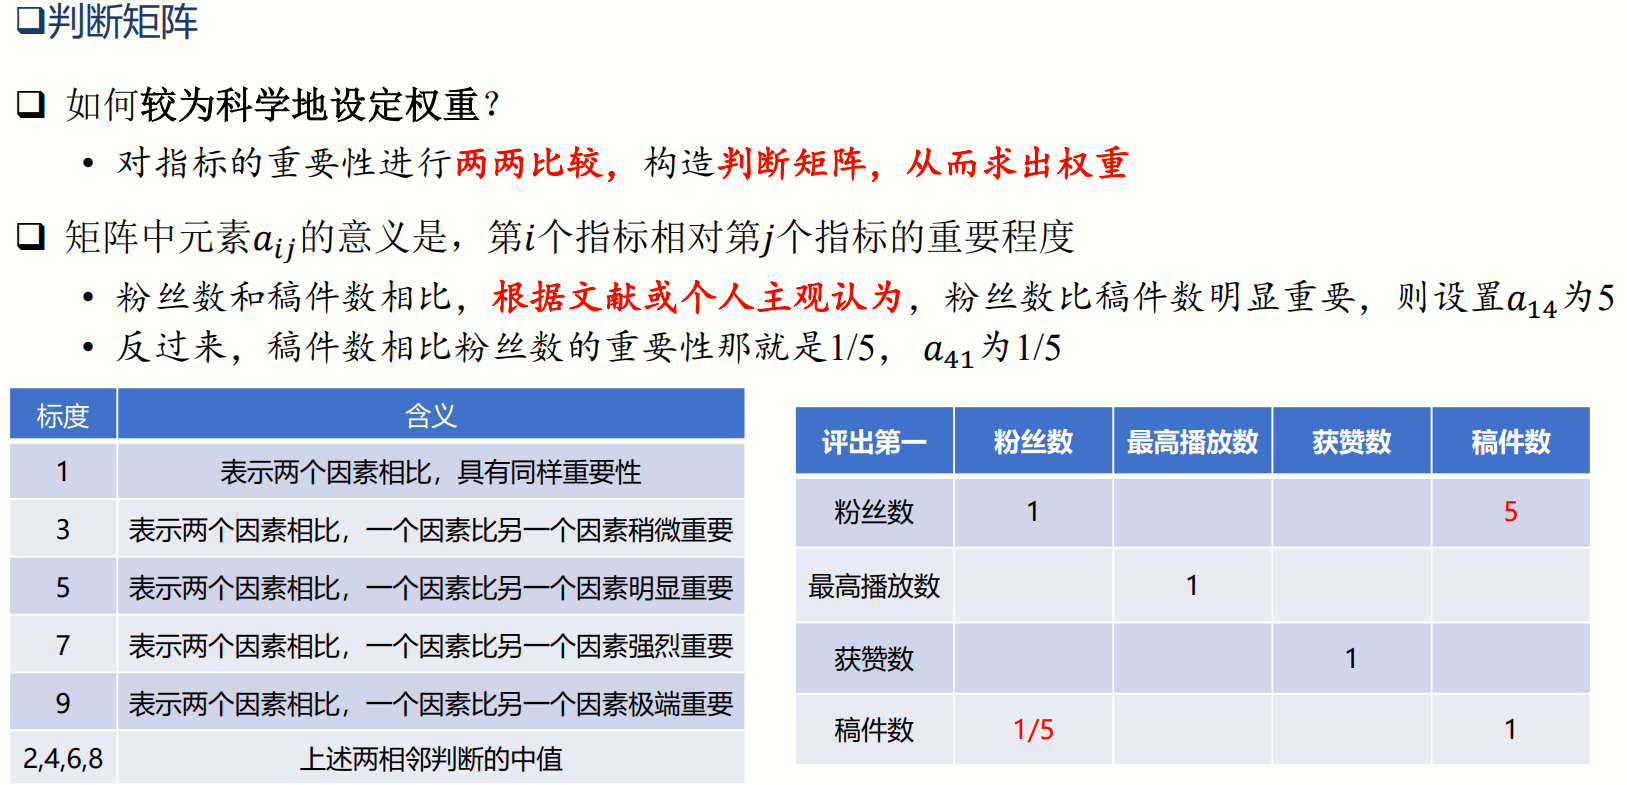 ❑判断矩阵
❑ 如何较为科学地设定权重？
• 对指标的重要性进行两两比较，构造判断矩阵，从而求出权重
❑ 矩阵中元素aij的意义是，第i个指标相对第j个指标的重要程度
• 粉丝数和稿件数相比，根据文献或个人主观认为，粉丝数比稿件数明显重要，则设置a14为5
• 反过来，稿件数相比粉丝数的重要性那就是1/5， a41为1/5
标度 含义
1 表示两个因素相比，具有同样重要性
3 表示两个因素相比，一个因素比另一个因素稍微重要
5 表示两个因素相比，一个因素比另一个因素明显重要
7 表示两个因素相比，一个因素比另一个因素强烈重要
9 表示两个因素相比，一个因素比另一个因素极端重要
2,4,6,8 上述两相邻判断的中值
评出第一 粉丝数 最高播放数 获赞数 稿件数
粉丝数 1 5
最高播放数 1
获赞数 1
稿件数 1/5 1